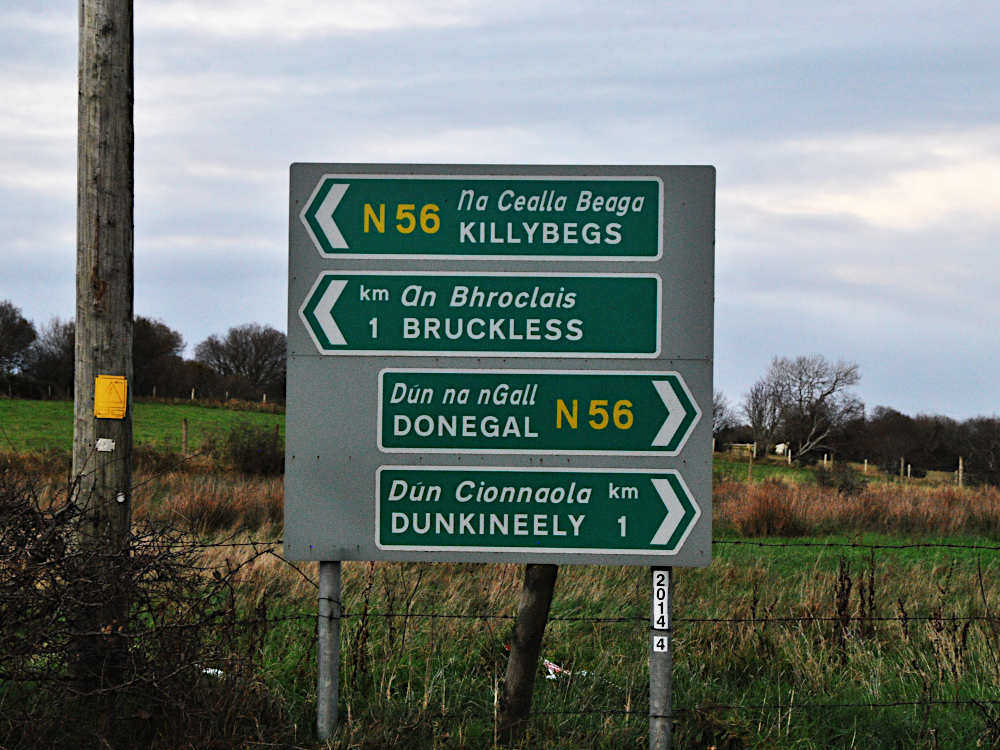 N 56 Na Cealla Beaga
KILLYBEGS
km An Bhroclais
1 BRUCKLESS
Dún na nGall
DONEGAL N 56
Dún Cionnaola km
DUNKINEELY 1
2014
4